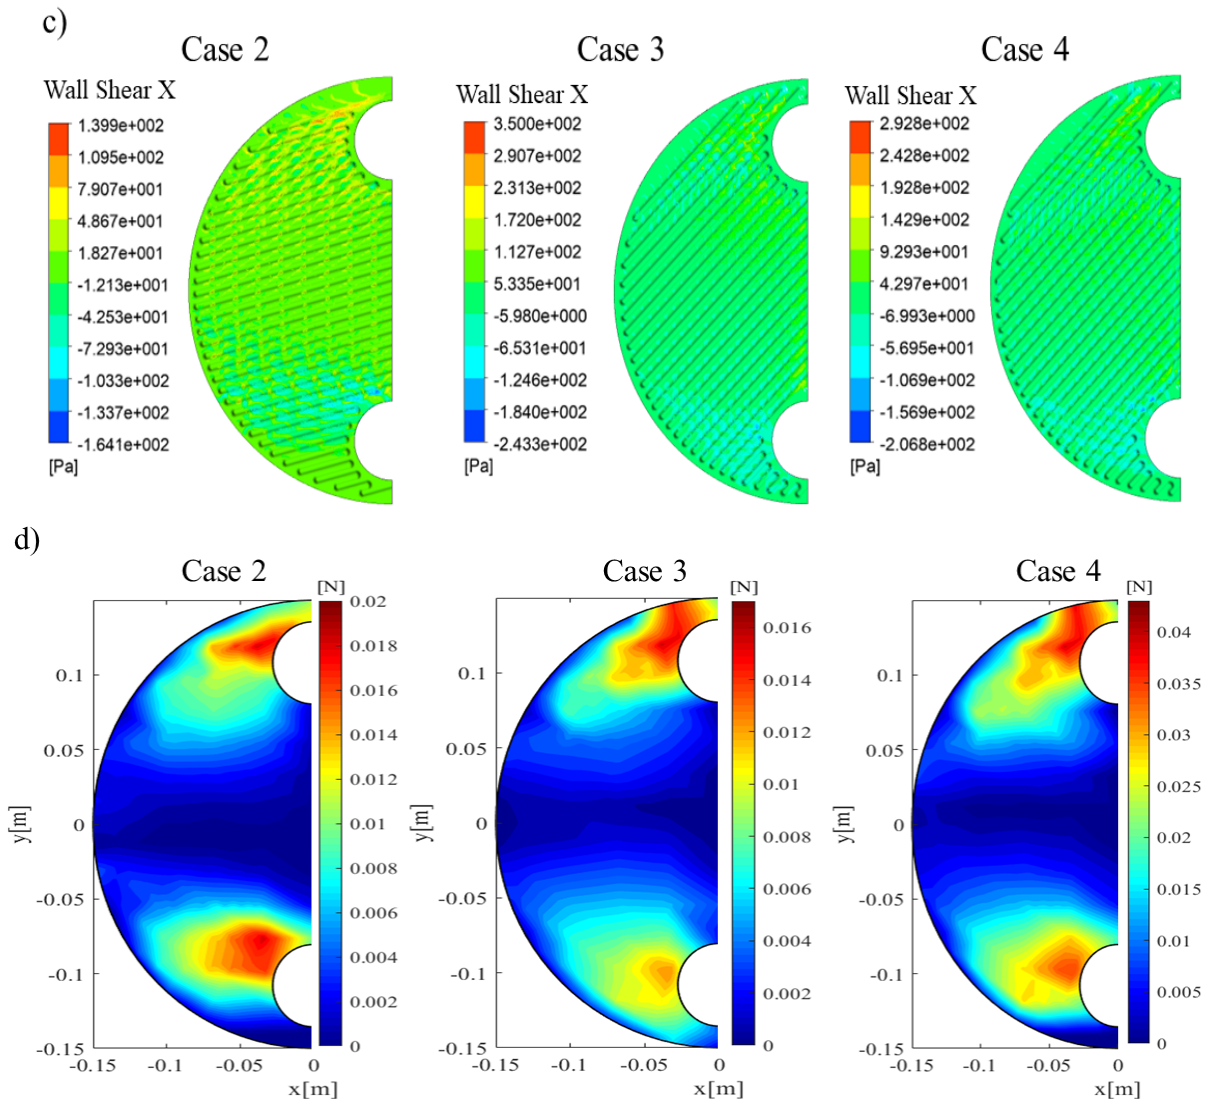 c)
Case 2
Case 3
Case 4
Wall Shear X
1.399e+002
1.095e+002
7.907e+001
4.867e+001
1.827e+001
-1.213e+001
-4.253e+001
-7.293e+001
-1.033e+002
-1.337e+002
-1.641e+002
[Pa]
Wall Shear X
3.500e+002
2.907e+002
2.313e+002
1.720e+002
1.127e+002
5.335e+001
-5.980e+000
-6.531e+001
-1.246e+002
-1.840e+002
-2.433e+002
[Pa]
Wall Shear X
2.928e+002
2.428e+002
1.928e+002
1.429e+002
9.293e+001
4.297e+001
-6.993e+000
-5.695e+001
-1.069e+002
-1.569e+002
-2.068e+002
[Pa]
d)
Case 2
[N]
0.02
0.018
0.016
0.014
0.012
0.01
0.008
0.006
0.004
0.002
0
0.1
0.05
0
-0.05
-0.1
-0.15
y[m]
-0.15
-0.1
-0.05
0
x[m]
Case 3
[N]
0.016
0.014
0.012
0.01
0.008
0.006
0.004
0.002
0
0.1
0.05
0
-0.05
-0.1
-0.15
y[m]
-0.15
-0.1
-0.05
0
x[m]
Case 4
[N]
0.04
0.035
0.03
0.025
0.02
0.015
0.01
0.005
0
0.1
0.05
0
-0.05
-0.1
-0.15
y[m]
-0.15
-0.1
-0.05
0
x[m]